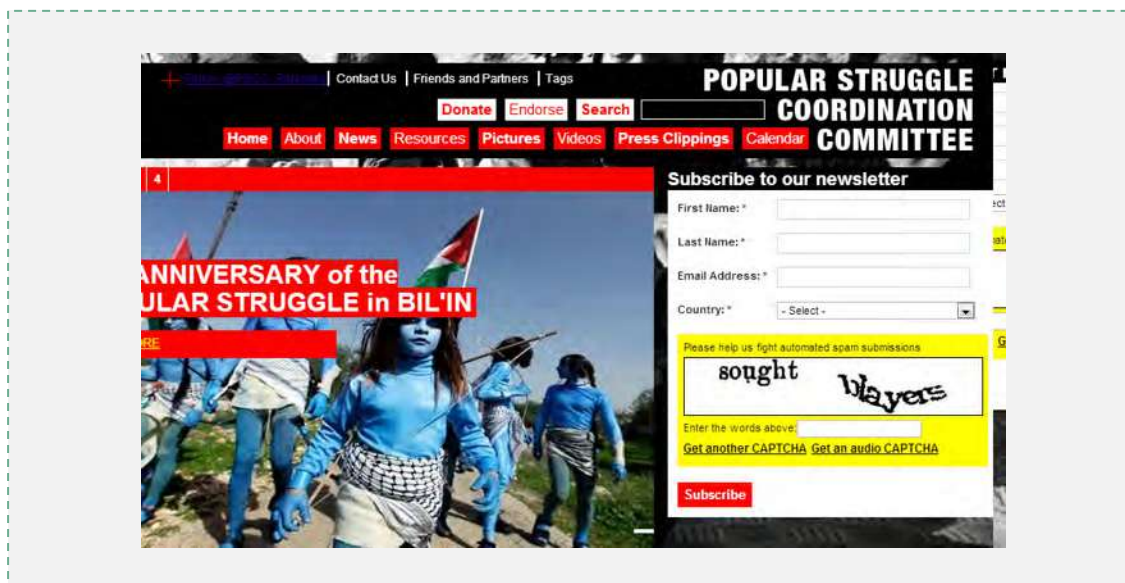 Contact Us | Friends and Partners | Tags
POPULAR STRUGGLE
COORDINATION
COMMITTEE
Donate Endorse Search
Home About News Resources Pictures Videos Press Clippings Calendar
4
Subscribe to our newsletter
ANNIVERSARY of the
ULAR STRUGGLE in BIL'IN
RE
First Name: *
Last Name: *
Email Address: *
Country: * - Select -
Please help us fight automated spam submissions
sought blayers
Enter the words above:
Get another CAPTCHA Get an audio CAPTCHA
Subscribe
ect
G